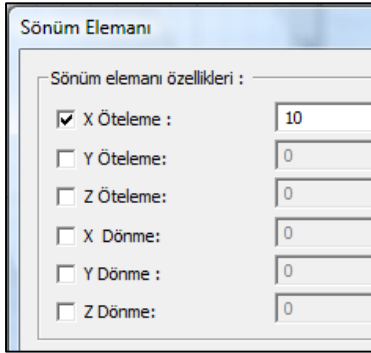 Sönüm Elemanı
Sönüm elemanı özellikleri :
X Öteleme : 10
Y Öteleme: 0
Z Öteleme: 0
X Dönme: 0
Y Dönme : 0
Z Dönme: 0